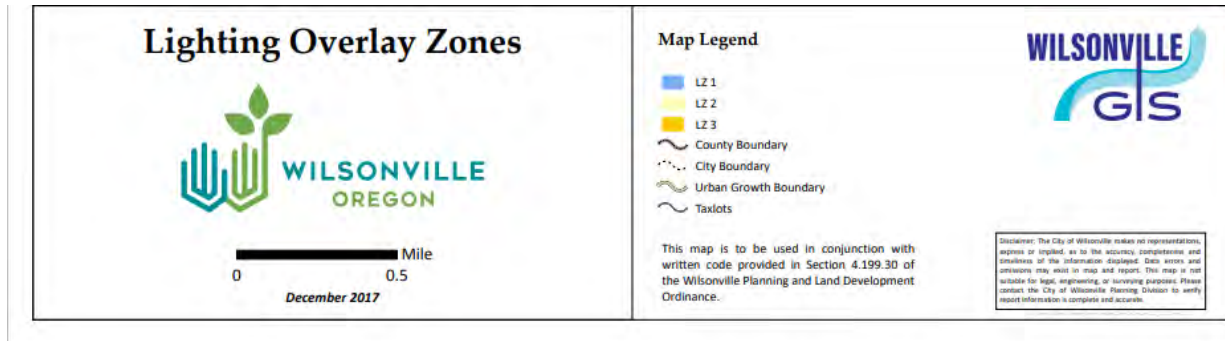 Lighting Overlay Zones
WILSONVILLE
OREGON
Mile
0 0.5
December 2017
Map Legend
LZ 1
LZ 2
LZ 3
County Boundary
City Boundary
Urban Growth Boundary
Taxlots
This map is to be used in conjunction with
written code provided in Section 4.199.30 of
the Wilsonville Planning and Land Development
Ordinance.
WILSONVILLE
GIS
Disclaimer: The City of Wilsonville makes no representations,
express or implied, as to the accuracy, completeness and
timeliness of the information displayed. Data errors and
omissions may exist in map and report. This map is not
suitable for legal, engineering, or surveying purposes. Please
contact the City of Wilsonville Planning Division to verify
report information is complete and accurate.